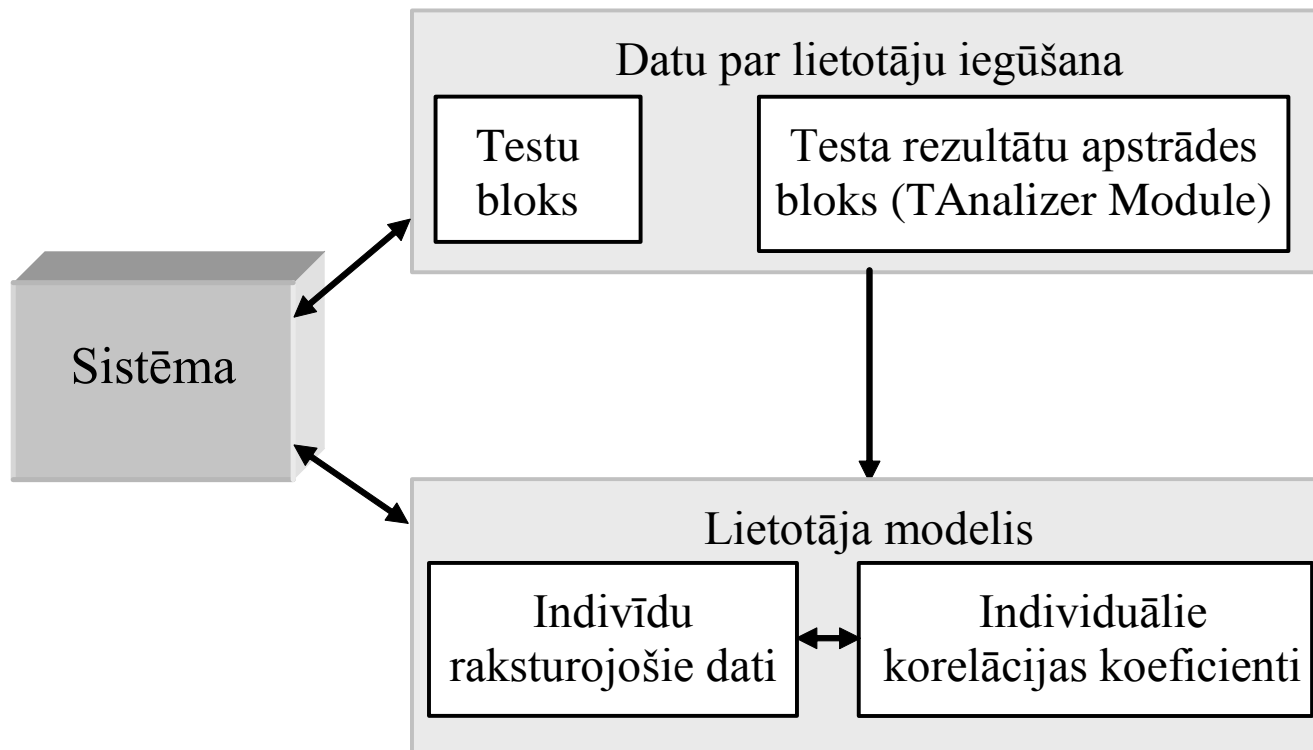 Datu par lietotāju iegūšana
Testu
bloks
Testa rezultātu apstrādes
bloks (TAnalizer Module)
Sistēma
Lietotāja modelis
Indivīdu
raksturojošie dati
Individuālie
korelācijas koeficienti